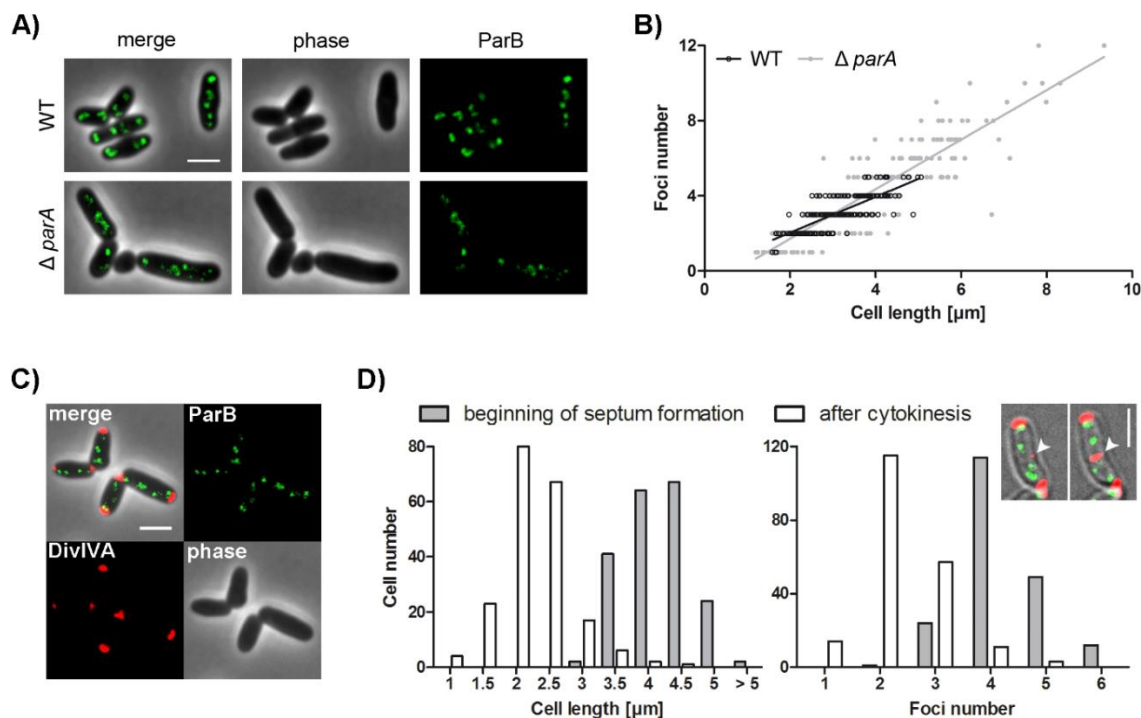 A)
merge phase ParB
WT
Δ parA
B)
WT Δ parA
Foci number
12
8
4
0
0 2 4 6 8 10
Cell length [µm]
C)
merge ParB
DivIVA phase
D)
beginning of septum formation after cytokinesis
Cell number
80
60
40
20
0
1 1.5 2 2.5 3 3.5 4 4.5 5 > 5
Cell length [µm]
120
80
40
0
1 2 3 4 5 6
Foci number